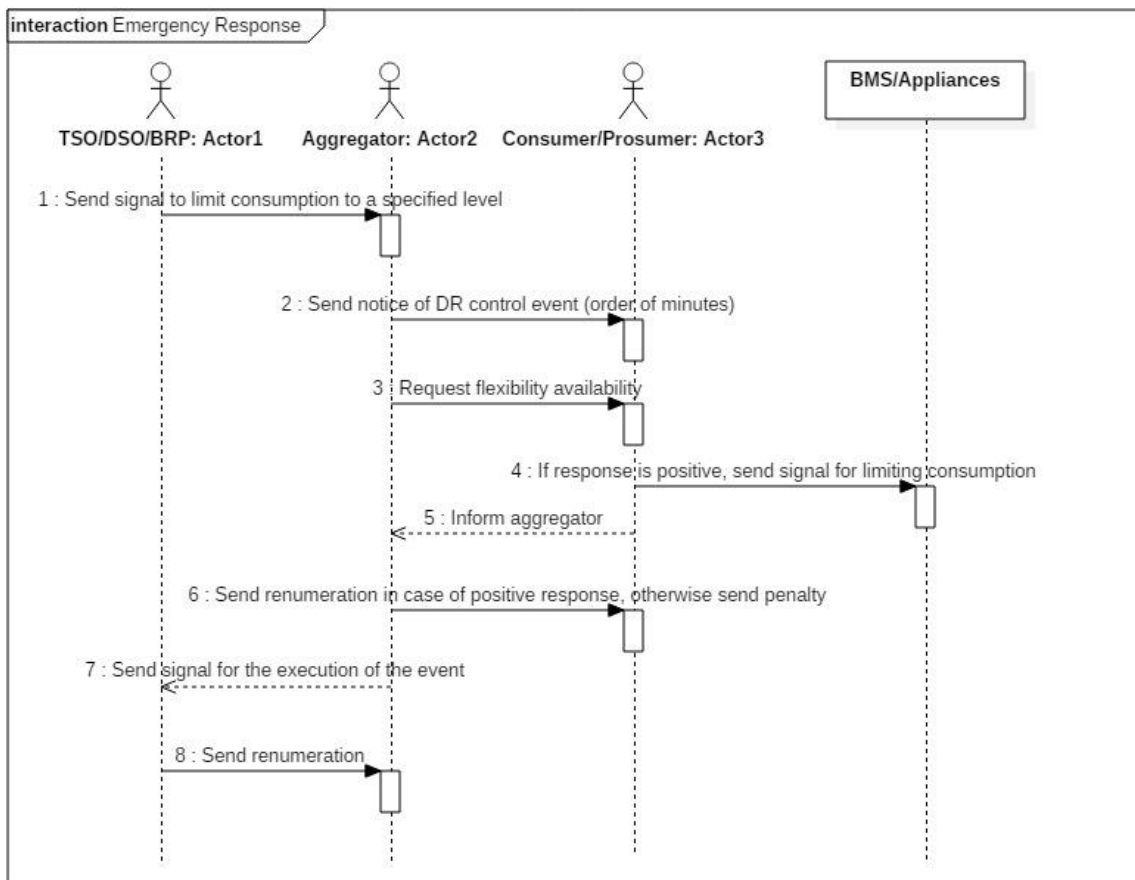 interaction Emergency Response
BMS/Appliances
TSO/DSO/BRP: Actor1
Aggregator: Actor2
Consumer/Prosumer: Actor3
1 : Send signal to limit consumption to a specified level
2 : Send notice of DR control event (order of minutes)
3 : Request flexibility availability
4 : If response is positive, send signal for limiting consumption
5 : Inform aggregator
6 : Send renumeration in case of positive response, otherwise send penalty
7 : Send signal for the execution of the event
8 : Send renumeration